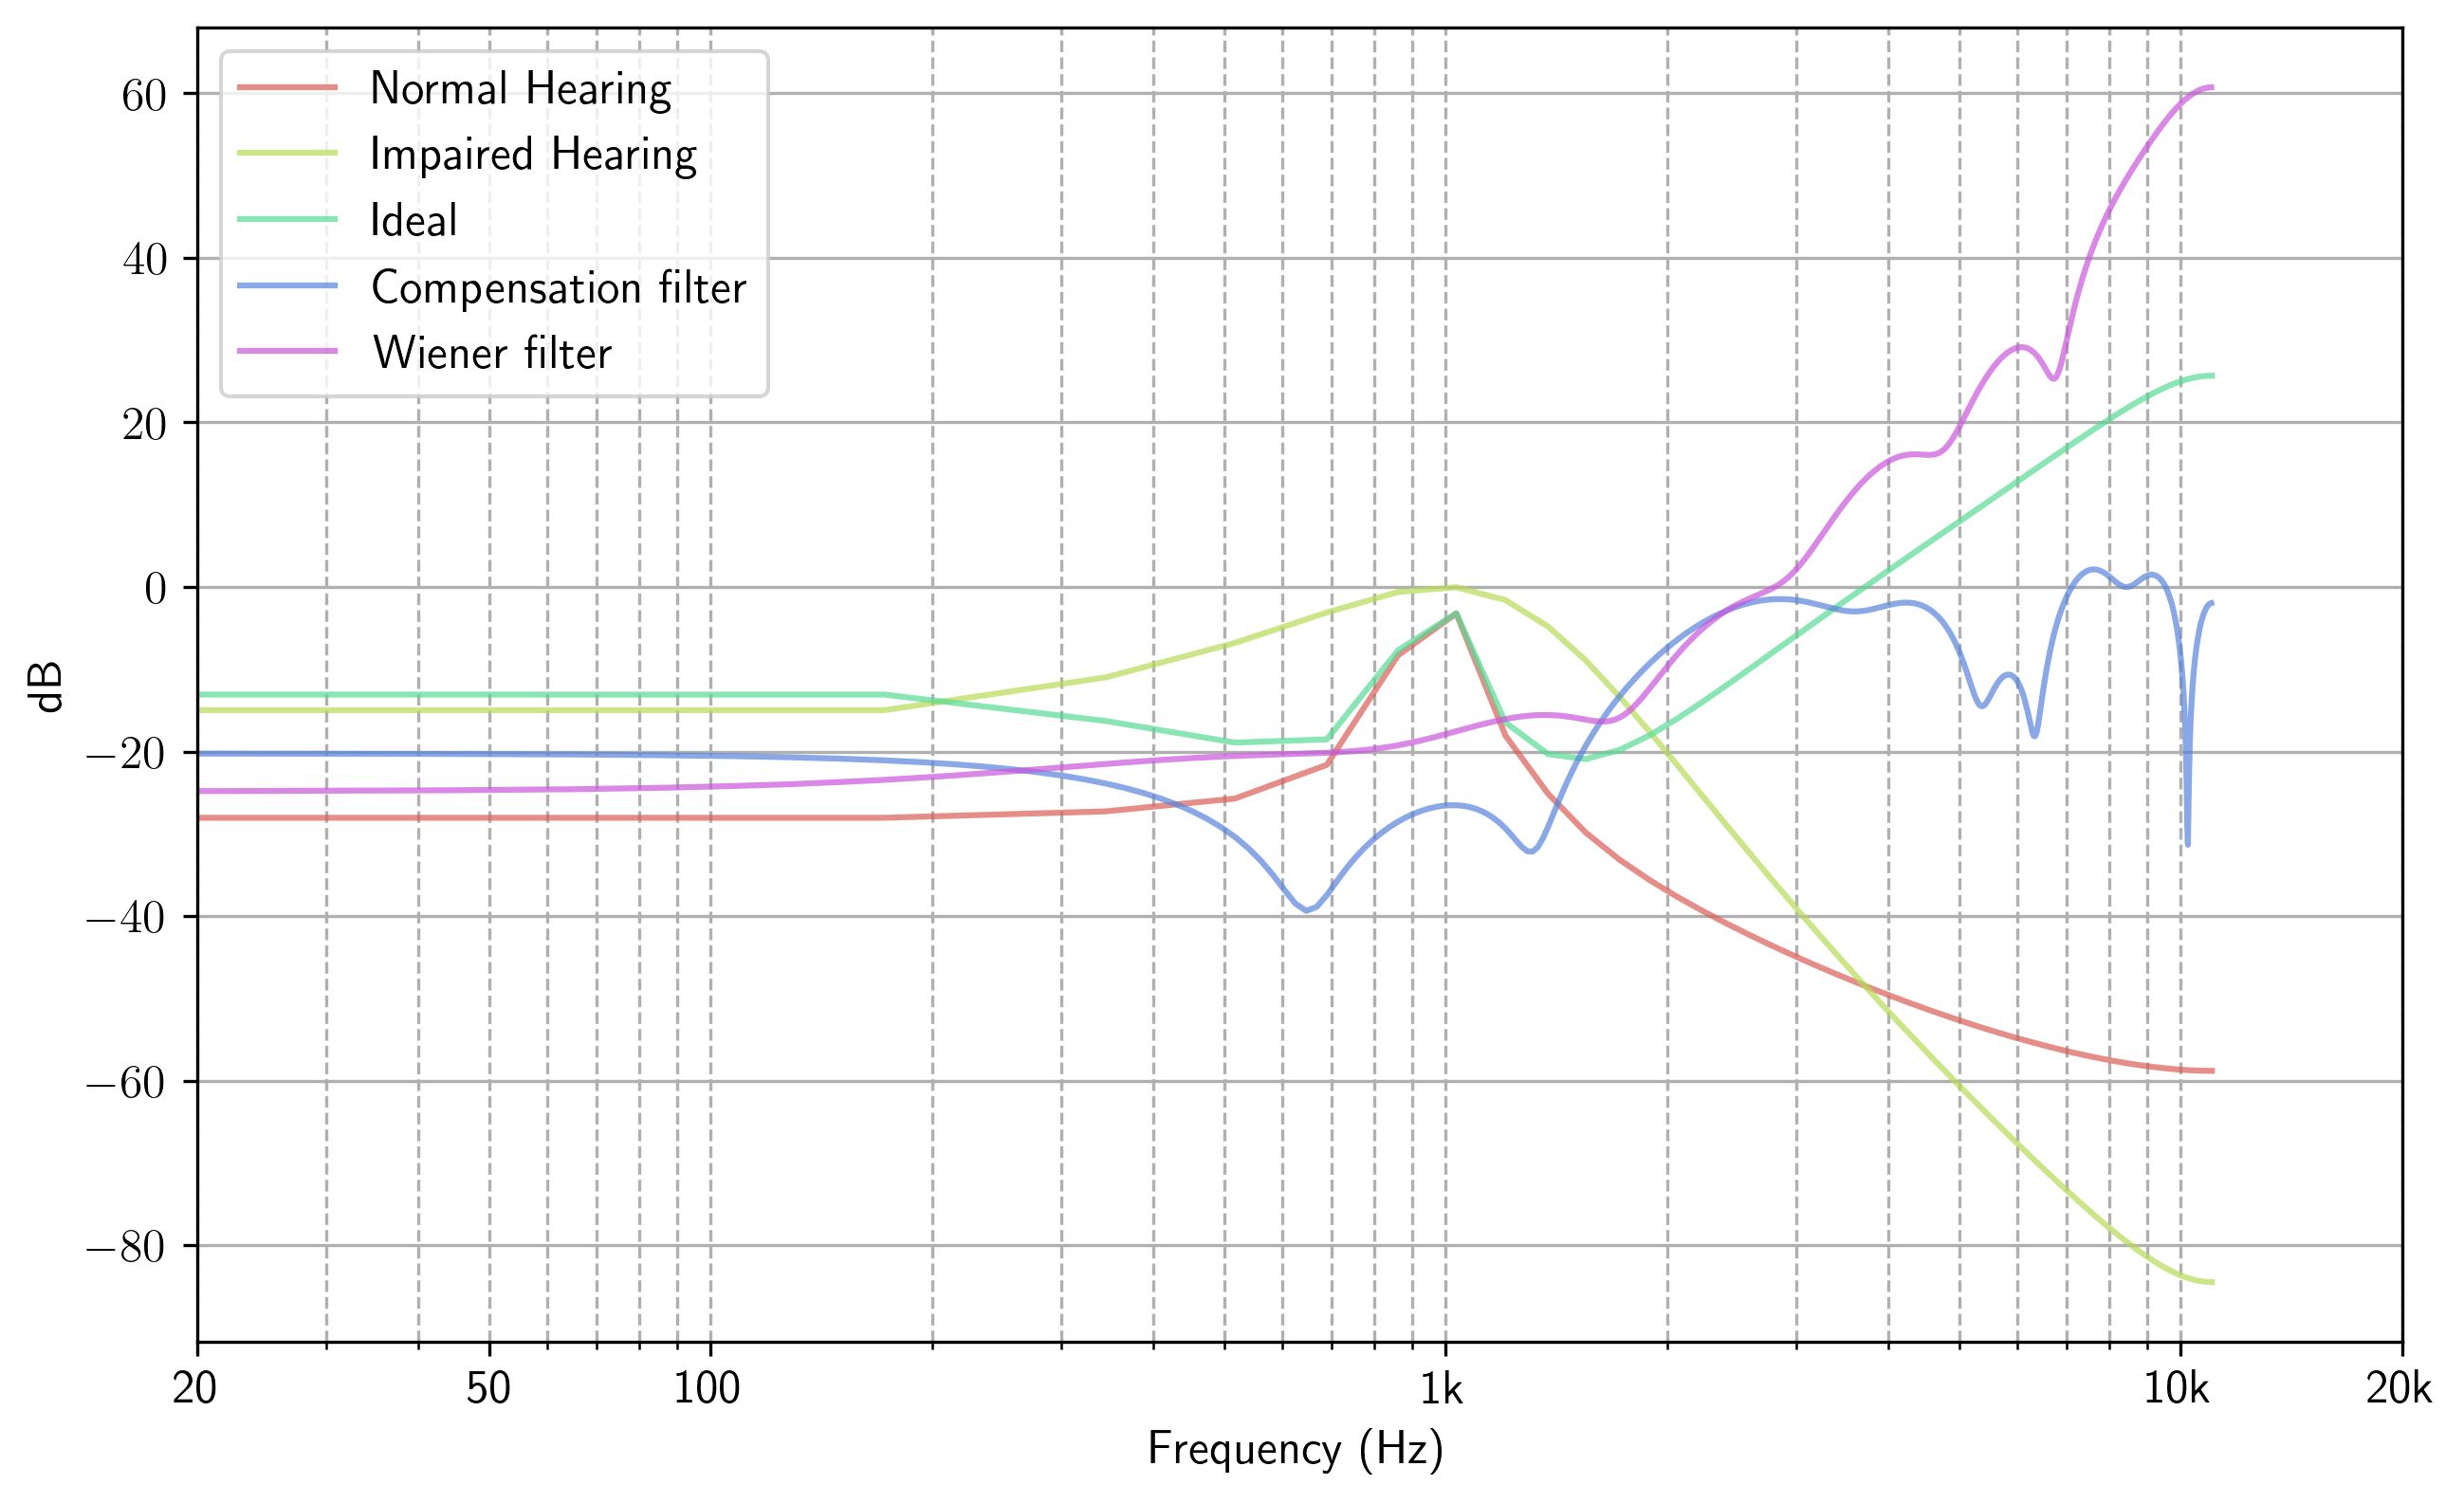 Normal Hearing
Impaired Hearing
Ideal
Compensation filter
Wiener filter
60
40
20
0
−20
−40
−60
−80
dB
20 50 100 1k 10k 20k
Frequency (Hz)